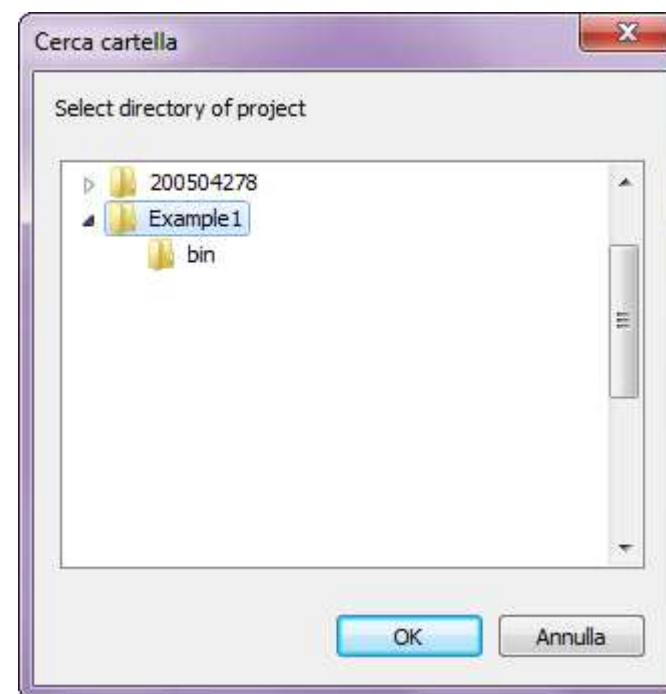 Cerca cartella
Select directory of project
200504278
Example1
bin
OK Annulla